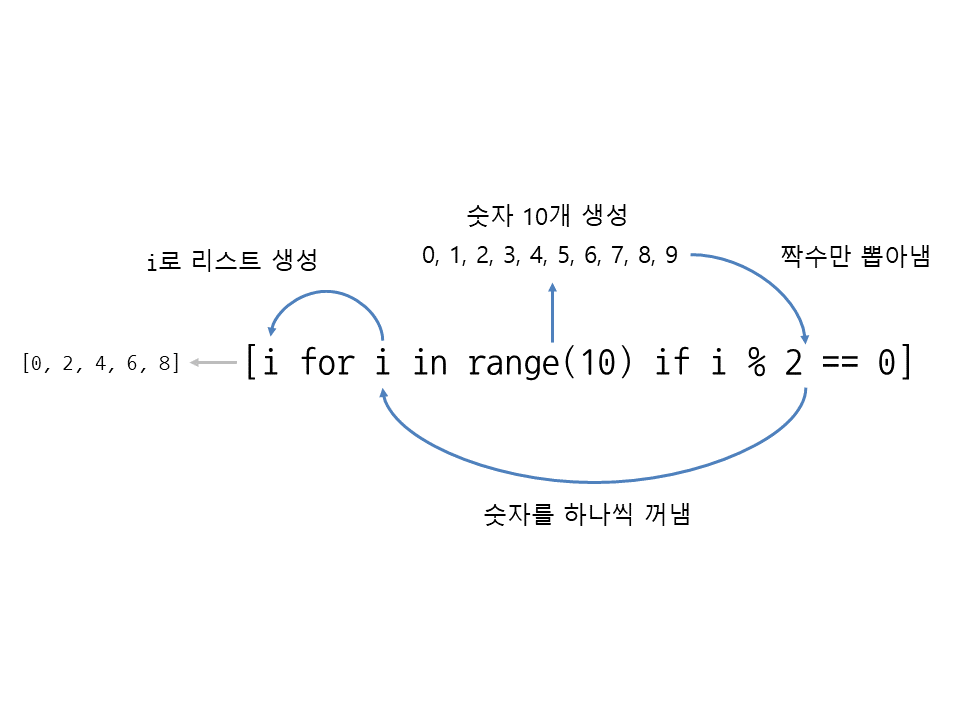 숫자 10개 생성
0, 1, 2, 3, 4, 5, 6, 7, 8, 9
짝수만 뽑아냄
i로 리스트 생성
[0, 2, 4, 6, 8]
[i for i in range(10) if i % 2 == 0]
숫자를 하나씩 꺼냄